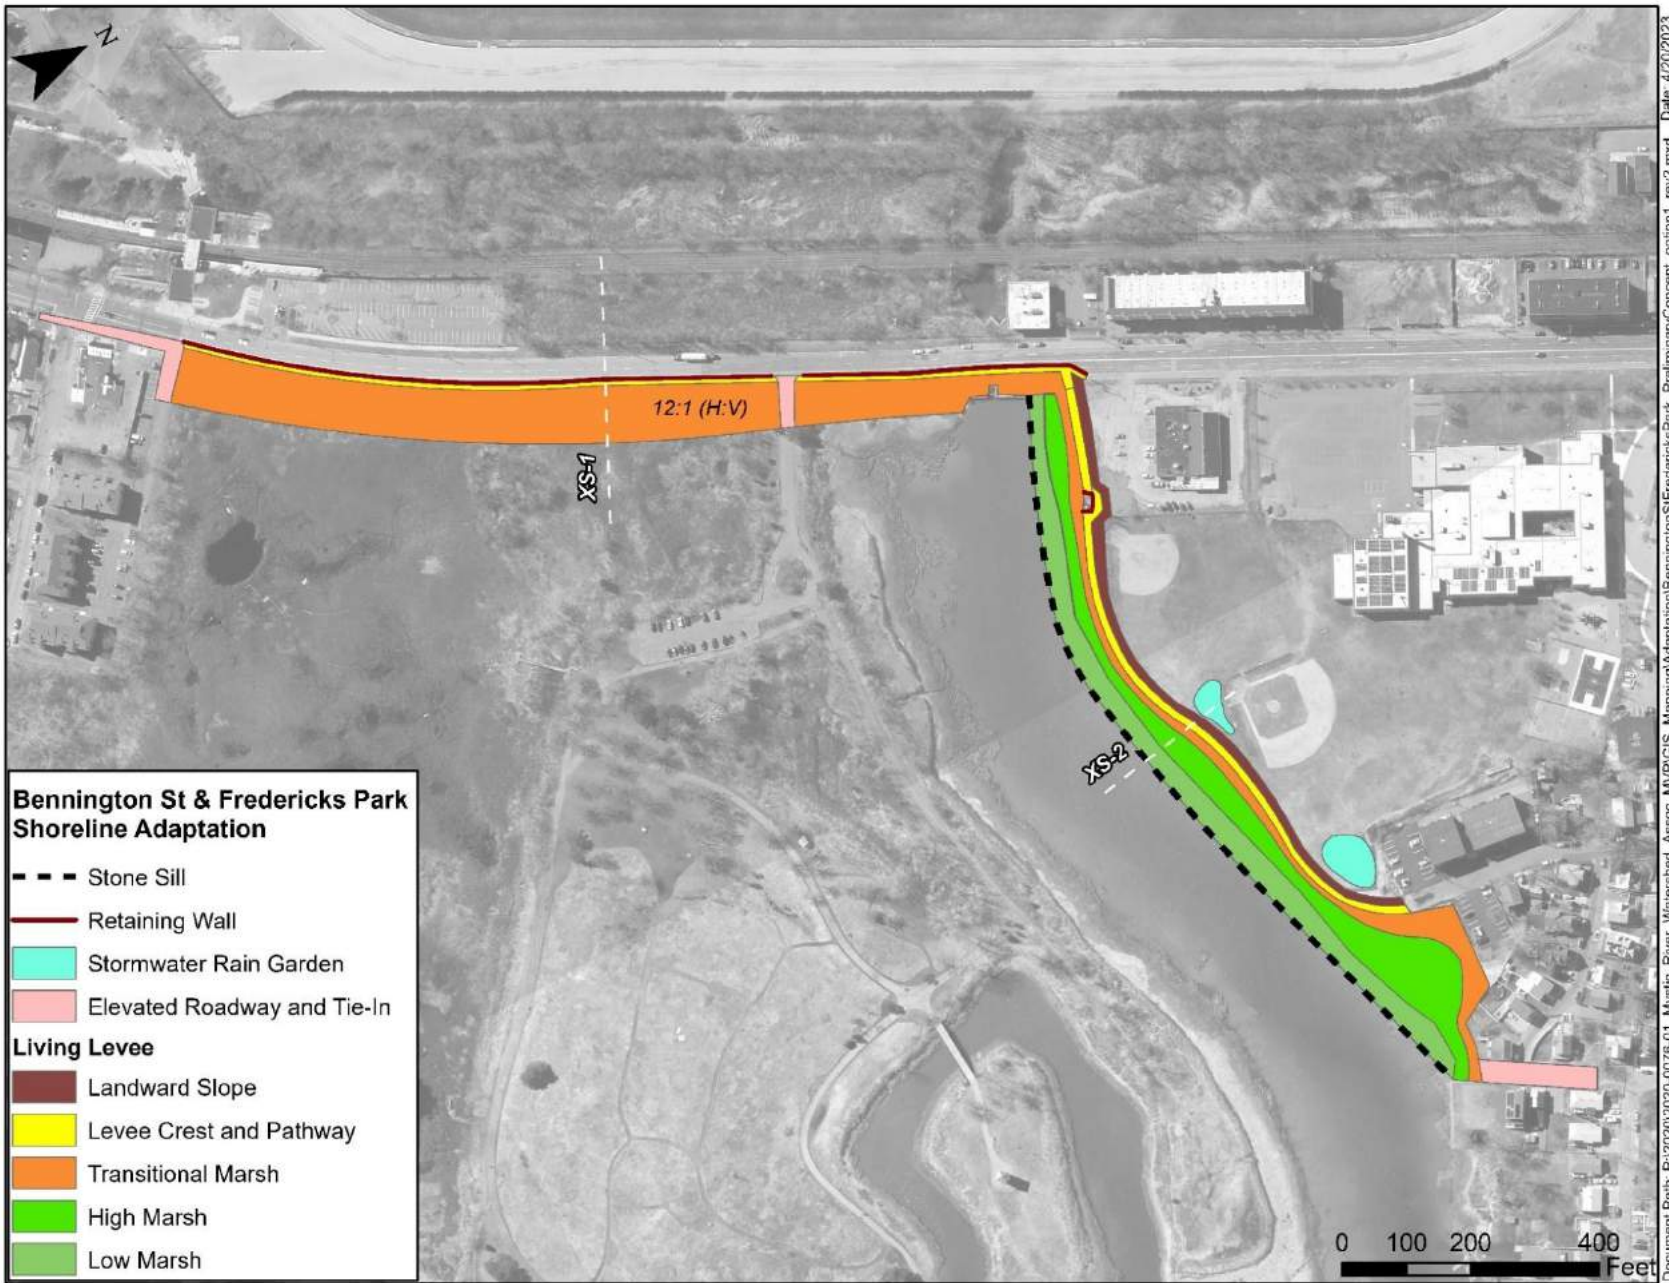 N
12:1 (H:V)
XS-1
XS-2
Bennington St & Fredericks Park
Shoreline Adaptation
Stone Sill
Retaining Wall
Stormwater Rain Garden
Elevated Roadway and Tie-In
Living Levee
Landward Slope
Levee Crest and Pathway
Transitional Marsh
High Marsh
Low Marsh
0 100 200 400
Feet
Date: 4/20/2023